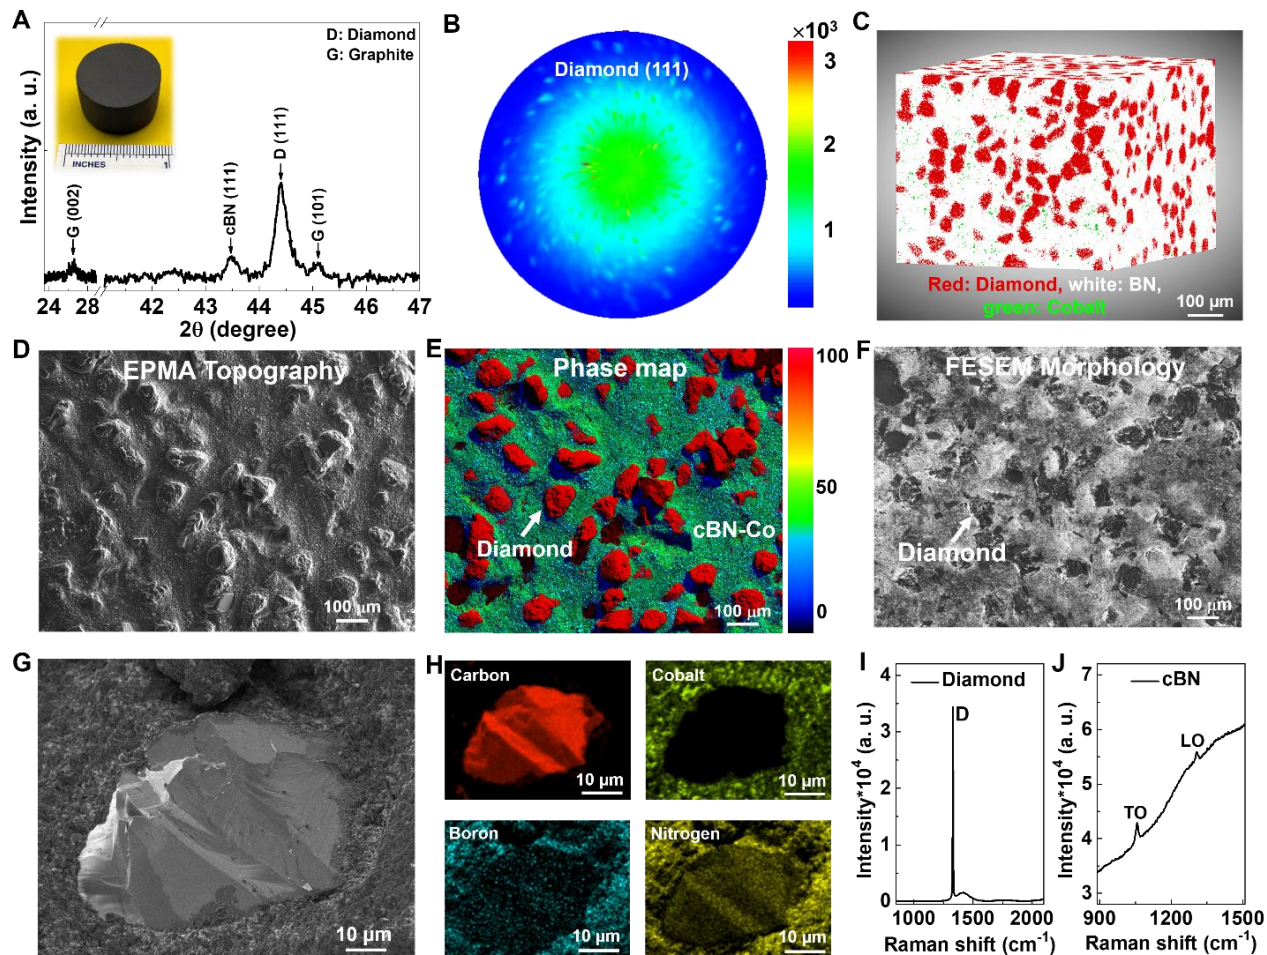 A
D: Diamond
G: Graphite
INCHES 1
G (002)
cBN (111)
D (111)
G (101)
Intensity (a. u.)
24 28 42 43 44 45 46 47
2θ (degree)
B
Diamond (111)
×10³
3
2
1
0
C
Red: Diamond, white: BN,
green: Cobalt
100 µm
D
EPMA Topography
100 µm
E
Phase map
Diamond
cBN-Co
100 µm
100
50
0
F
FESEM Morphology
Diamond
100 µm
G
10 µm
H
Carbon
10 µm
Cobalt
10 µm
Boron
10 µm
Nitrogen
10 µm
I
Diamond
D
Intensity*10⁴ (a. u.)
4
3
2
1
0
1000 1500 2000
Raman shift (cm⁻¹)
J
cBN
LO
TO
Intensity*10⁴ (a. u.)
7
6
5
4
3
900 1200 1500
Raman shift (cm⁻¹)